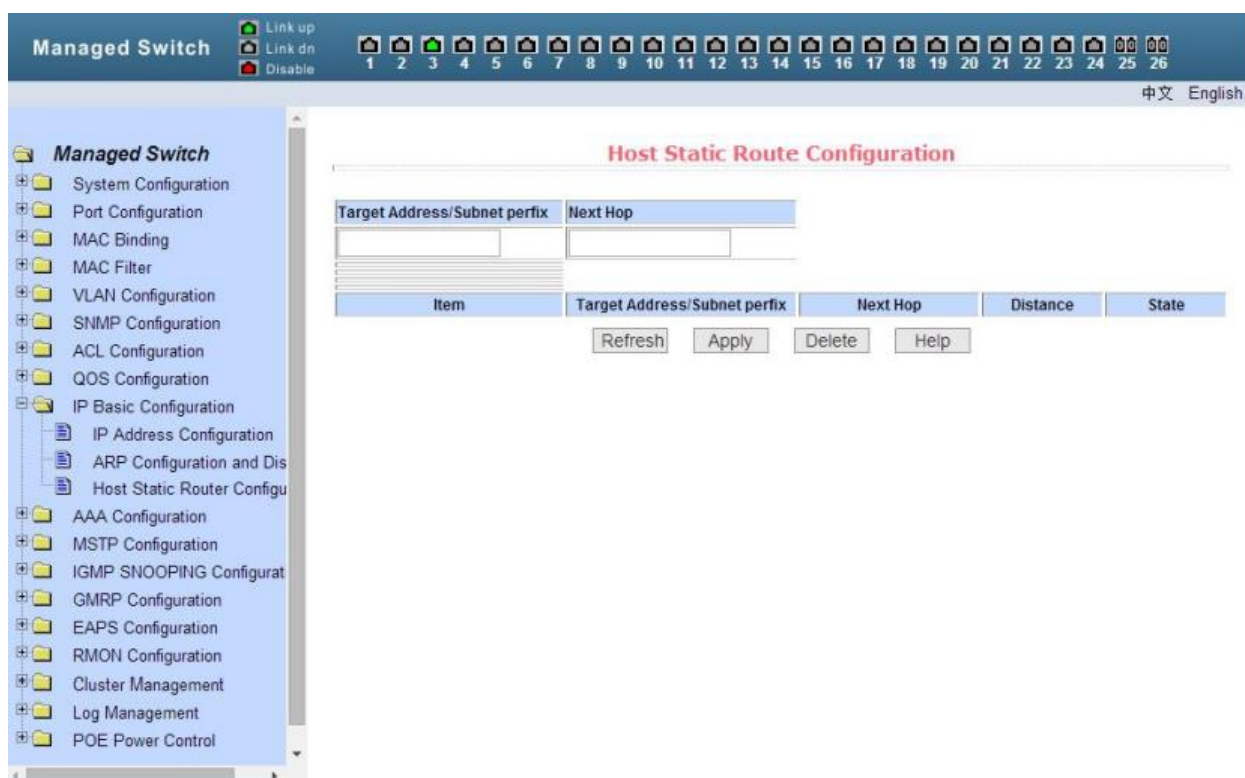 Managed Switch
Link up
Link dn
Disable
1 2 3 4 5 6 7 8 9 10 11 12 13 14 15 16 17 18 19 20 21 22 23 24 25 26
中文 English
Managed Switch
System Configuration
Port Configuration
MAC Binding
MAC Filter
VLAN Configuration
SNMP Configuration
ACL Configuration
QOS Configuration
IP Basic Configuration
IP Address Configuration
ARP Configuration and Dis
Host Static Router Configu
AAA Configuration
MSTP Configuration
IGMP SNOOPING Configurat
GMRP Configuration
EAPS Configuration
RMON Configuration
Cluster Management
Log Management
POE Power Control
Host Static Route Configuration
Target Address/Subnet perfix Next Hop
Item Target Address/Subnet perfix Next Hop Distance State
Refresh Apply Delete Help